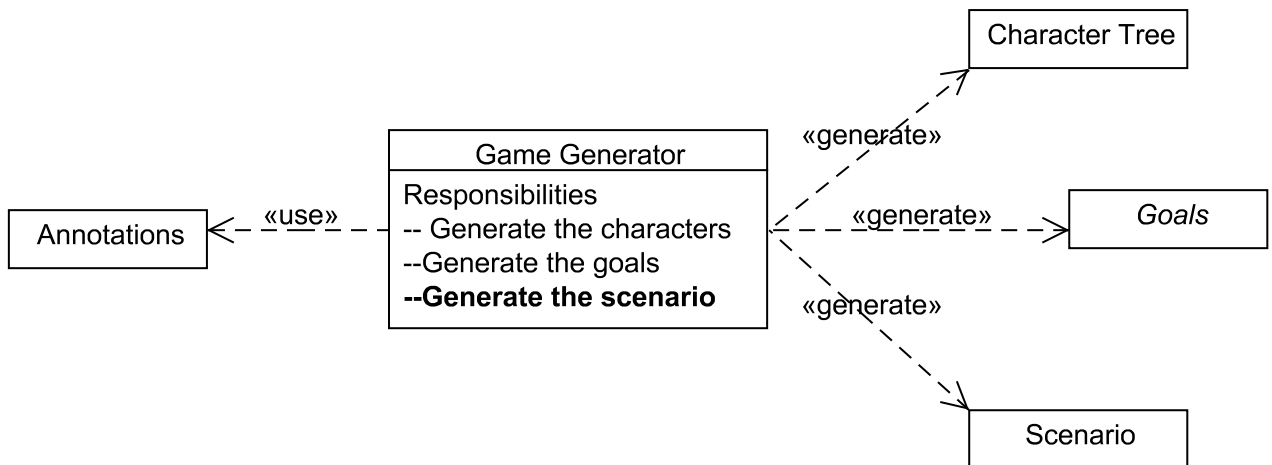 Character Tree
«generate»
Game Generator
Responsibilities
-- Generate the characters
--Generate the goals
--Generate the scenario
«use»
Annotations
«generate»
Goals
«generate»
Scenario